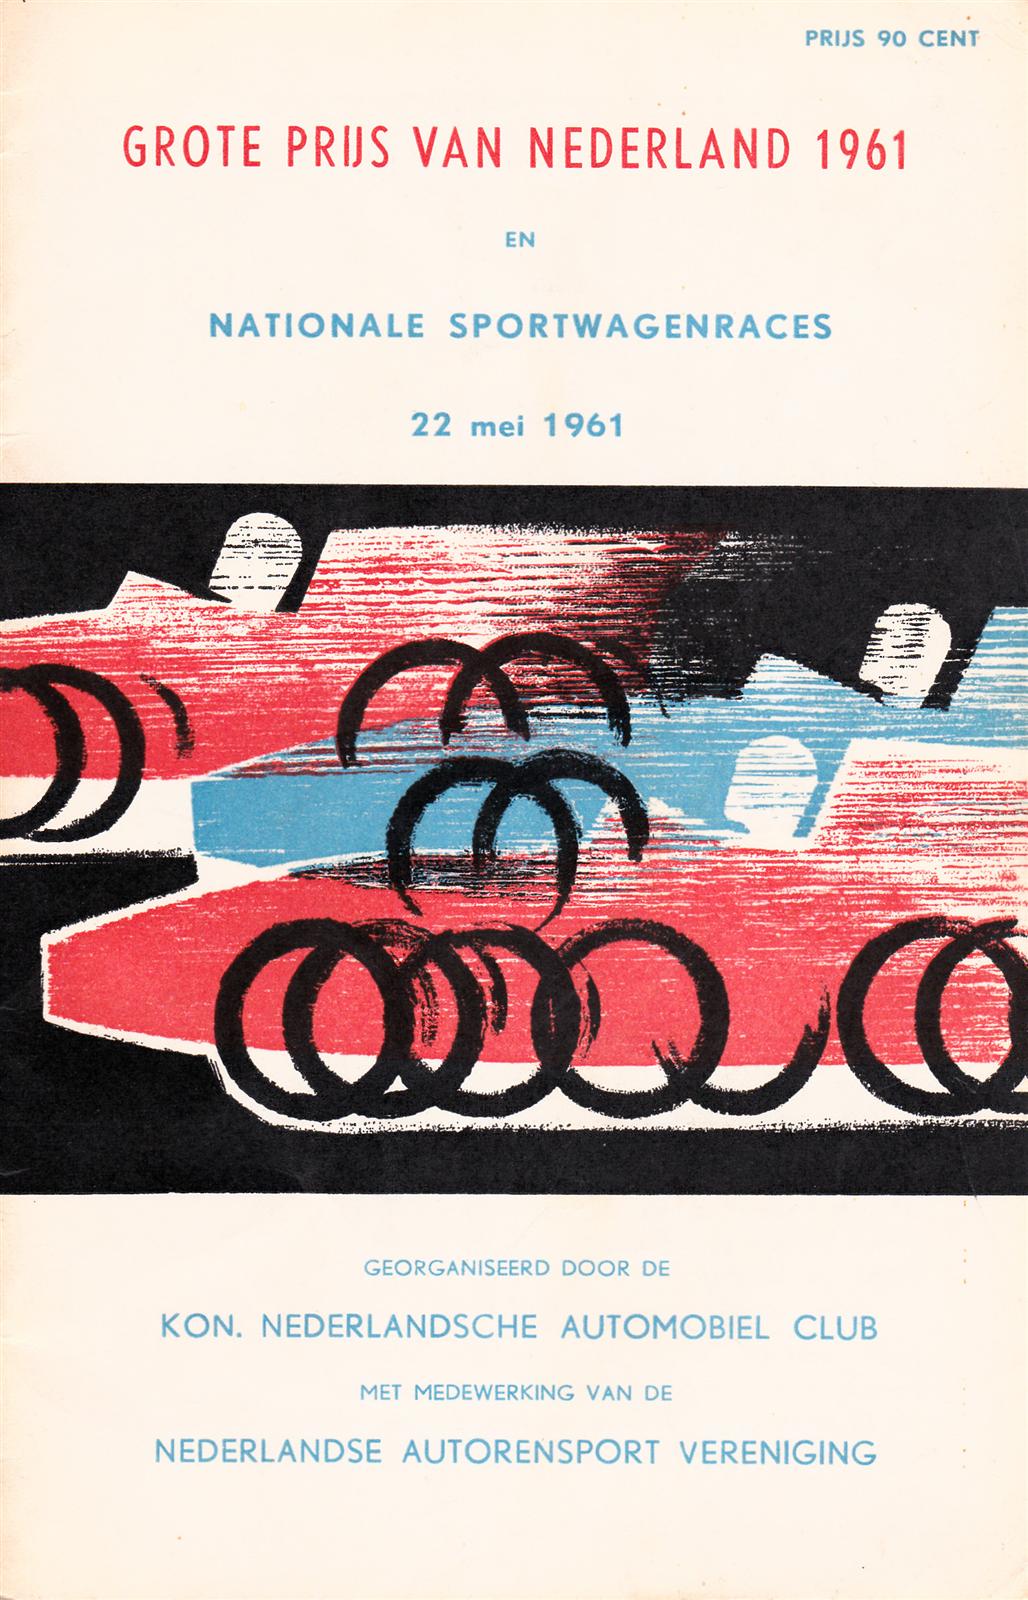 PRIJS 90 CENT
GROTE PRIJS VAN NEDERLAND 1961
EN
NATIONALE SPORTWAGENRACES
22 mei 1961
GEORGANISEERD DOOR DE
KON. NEDERLANDSCHE AUTOMOBIEL CLUB
MET MEDEWERKING VAN DE
NEDERLANDSE AUTORENSPORT VERENIGING